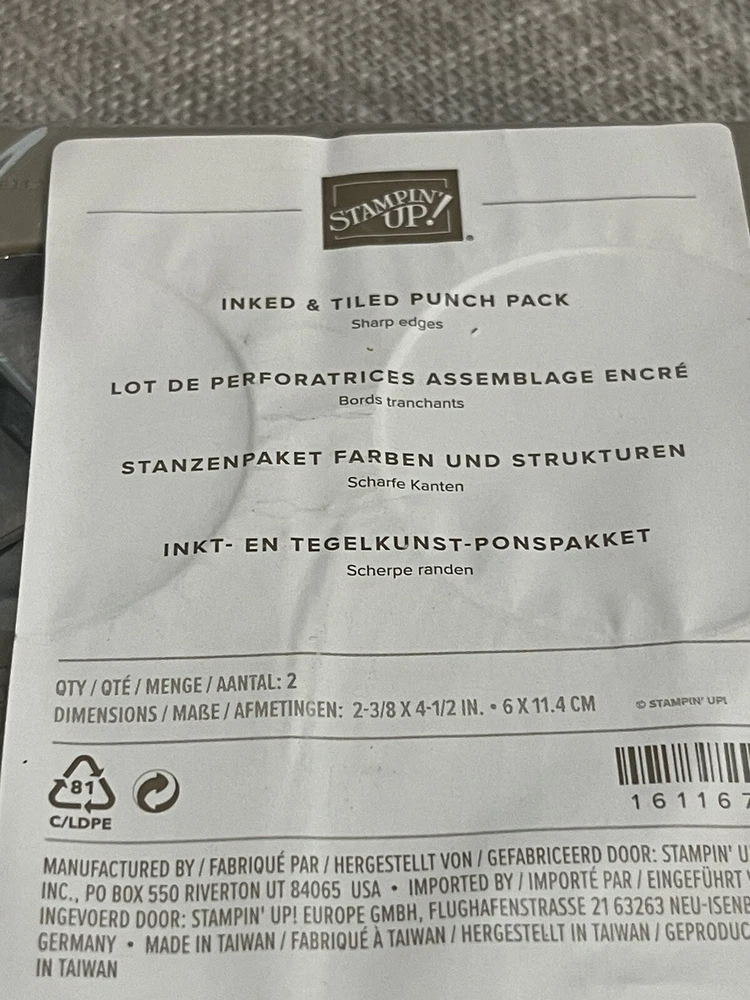 STAMPIN' UP!
INKED & TILED PUNCH PACK
Sharp edges
LOT DE PERFORATRICES ASSEMBLAGE ENCRÉ
Bords tranchants
STANZENPAKET FARBEN UND STRUKTUREN
Scharfe Kanten
INKT- EN TEGELKUNST-PONSPAKKET
Scherpe randen
QTY / QTÉ / MENGE / AANTAL: 2
DIMENSIONS / MAßE / AFMETINGEN: 2-3/8 X 4-1/2 IN. • 6 X 11.4 CM
© STAMPIN' UP!
81
C/LDPE
161167
MANUFACTURED BY / FABRIQUÉ PAR / HERGESTELLT VON / GEFABRICEERD DOOR: STAMPIN' U
INC., PO BOX 550 RIVERTON UT 84065 USA • IMPORTED BY / IMPORTÉ PAR / EINGEFÜHRT
INGEVOERD DOOR: STAMPIN' UP! EUROPE GMBH, FLUGHAFENSTRASSE 21 63263 NEU-ISENB
GERMANY • MADE IN TAIWAN / FABRIQUÉ À TAIWAN / HERGESTELLT IN TAIWAN / GEPRODUC
IN TAIWAN